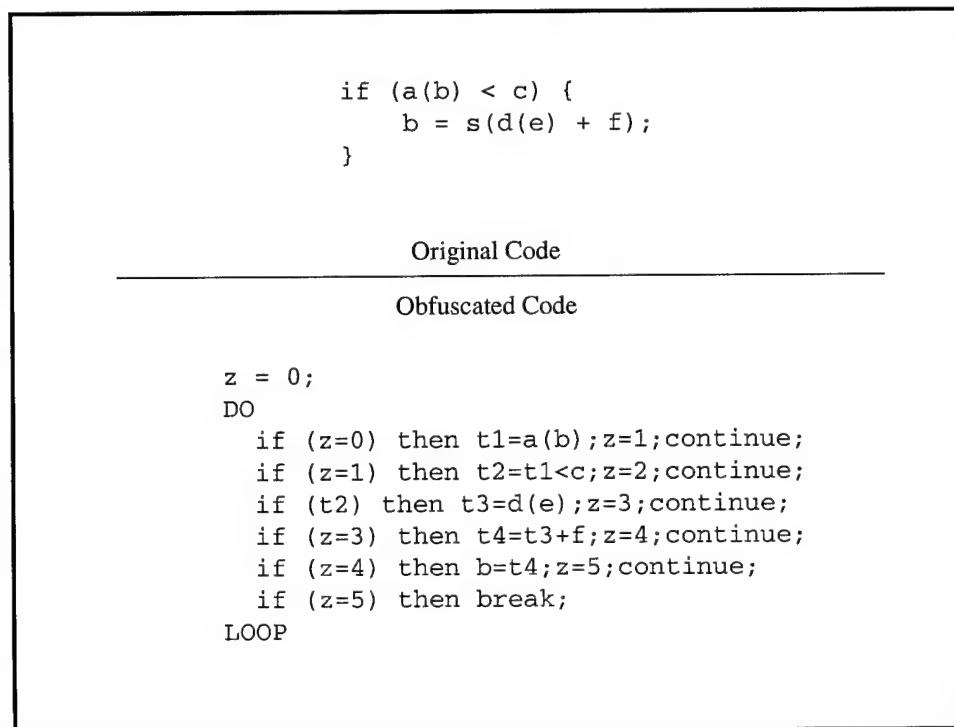 if (a(b) < c) {
b = s(d(e) + f);
}
Original Code
Obfuscated Code
z = 0;
DO
if (z=0) then t1=a(b);z=1;continue;
if (z=1) then t2=t1<c;z=2;continue;
if (t2) then t3=d(e);z=3;continue;
if (z=3) then t4=t3+f;z=4;continue;
if (z=4) then b=t4;z=5;continue;
if (z=5) then break;
LOOP